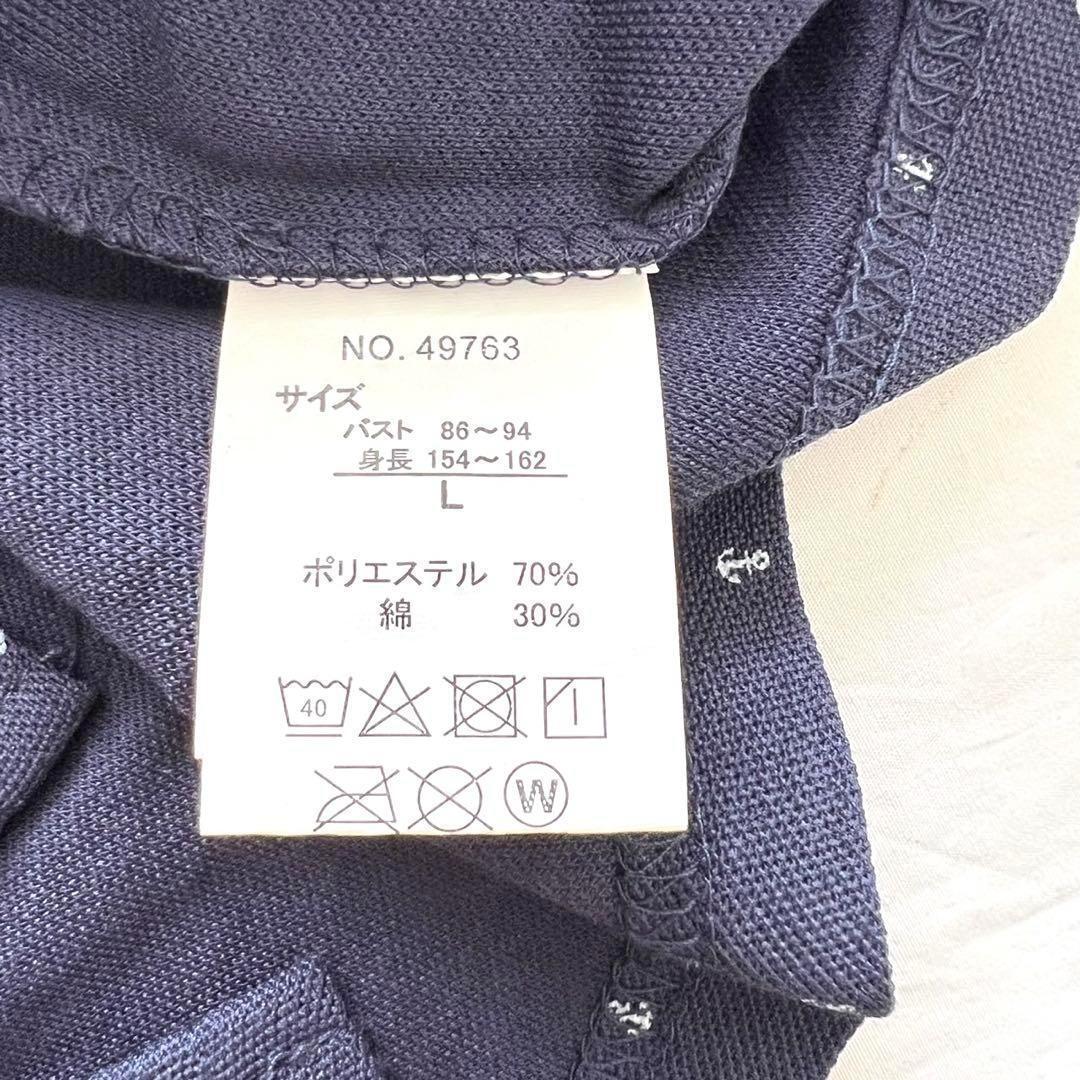 NO. 49763
サイズ
バスト 86～94
身長 154～162
L
ポリエステル 70%
綿 30%
40
W